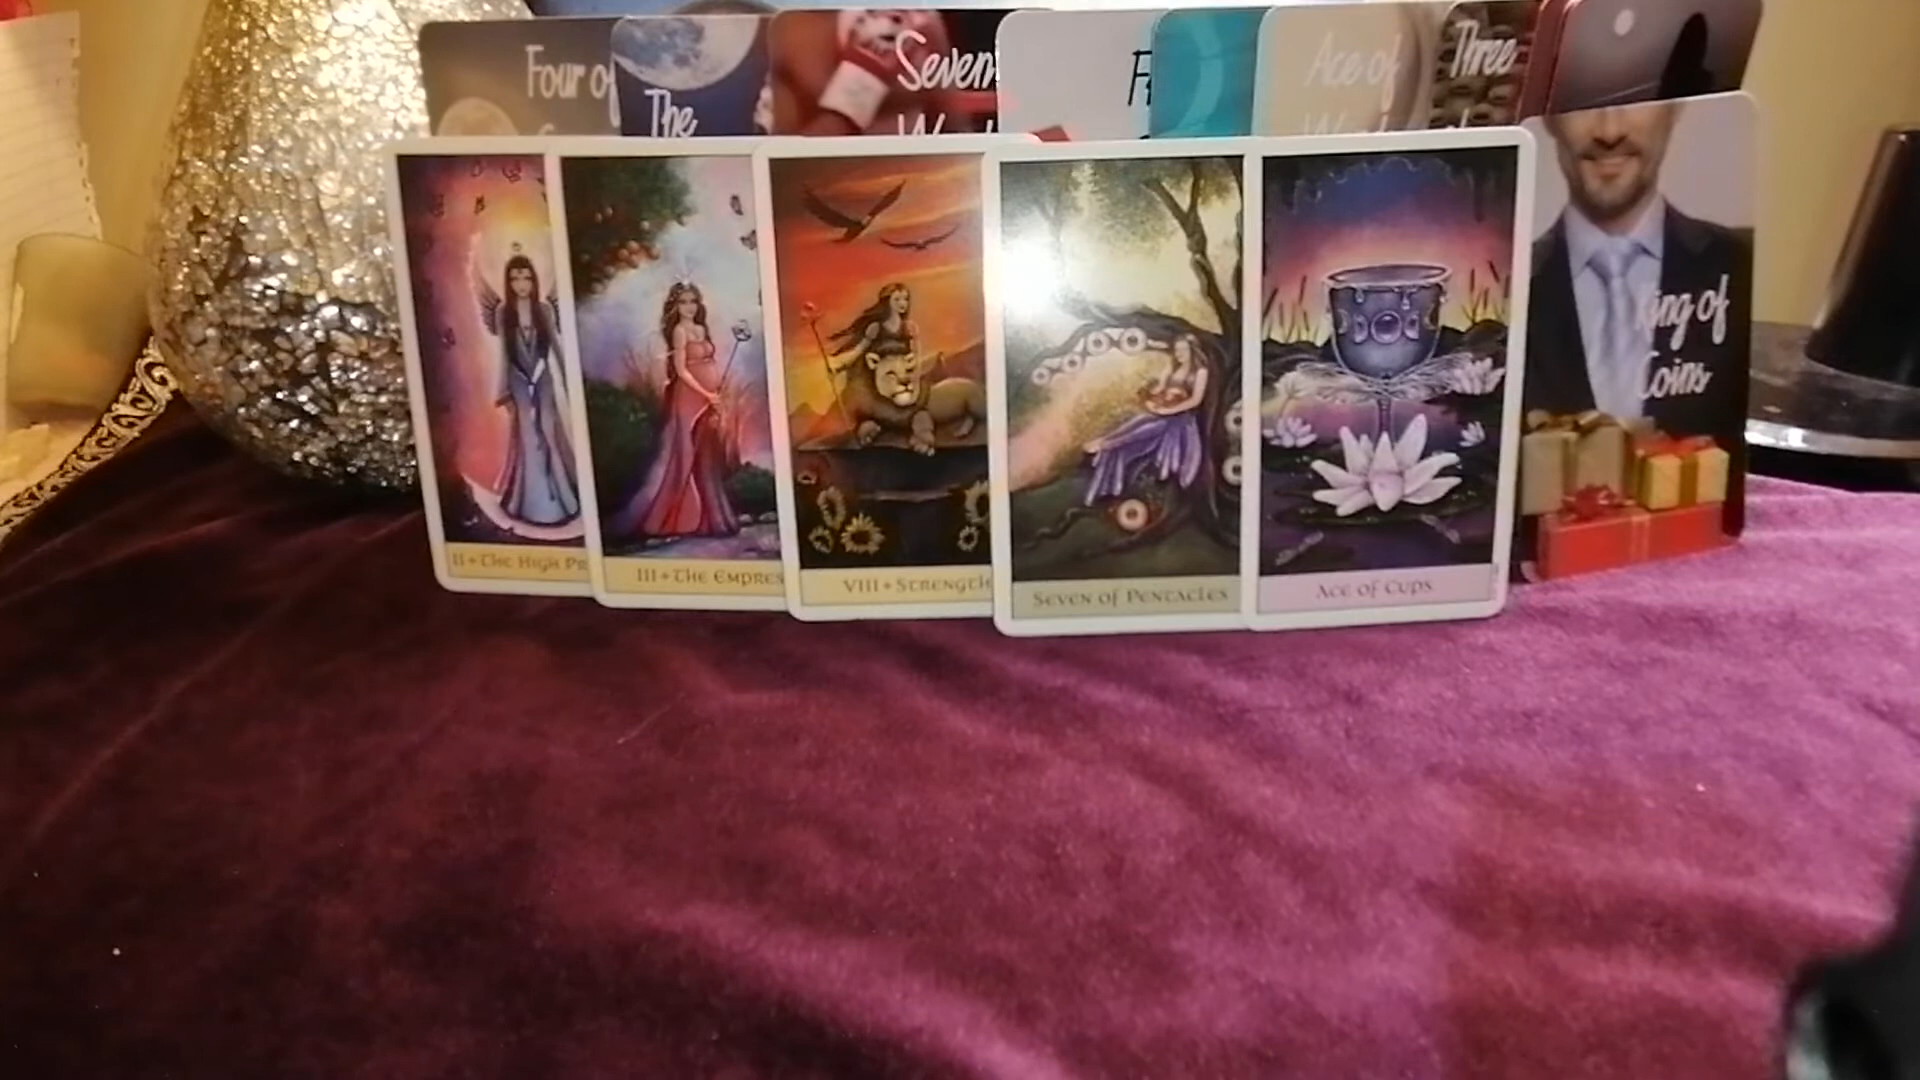 Four of
The
Seven
Ace of
Three
King of
Coins
II + The High Pr
III + The Empres
VIII + Strength
Seven of Pentacles
Ace of Cups